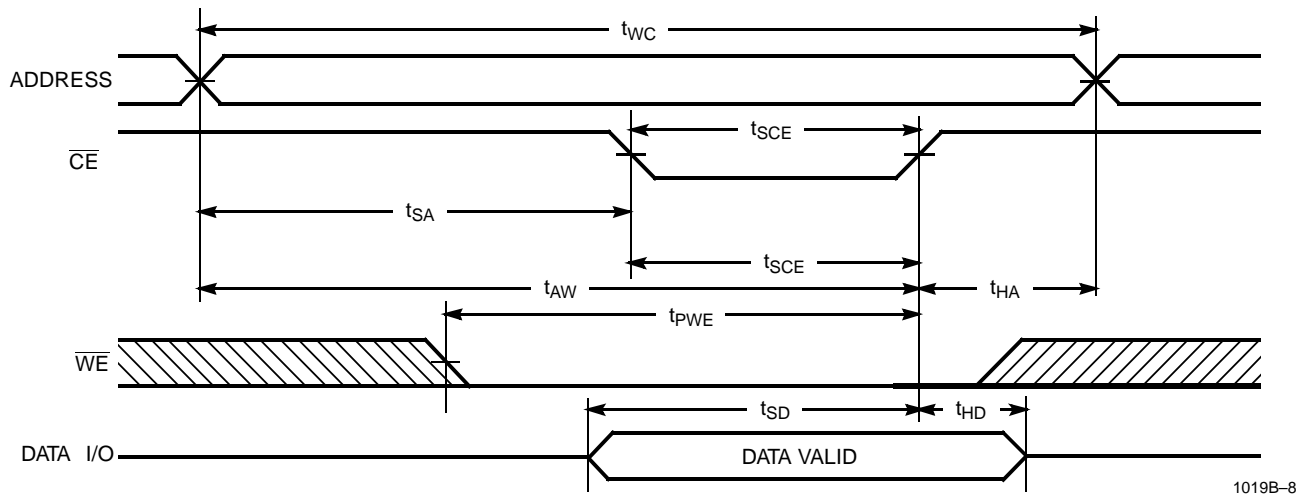 tWC
ADDRESS
tSCE
CE
tSA
tSCE
tAW
tHA
tPWE
WE
tSD
tHD
DATA I/O
DATA VALID
1019B–8